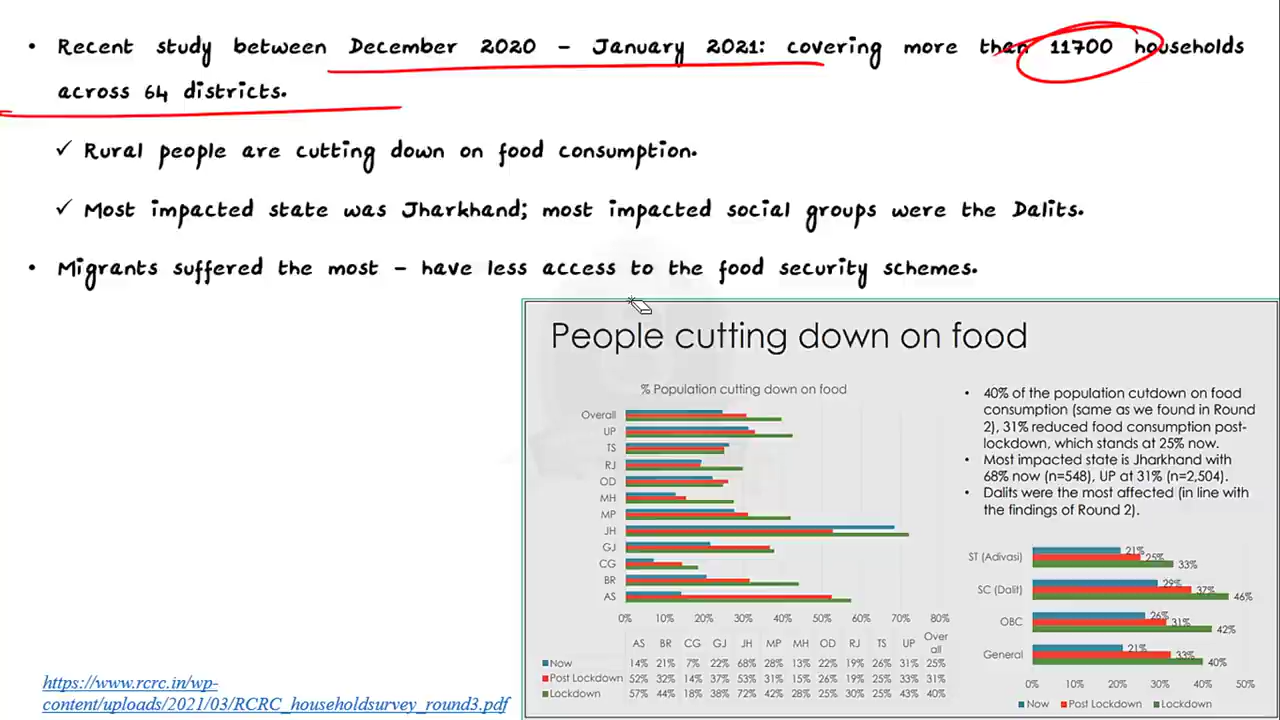 • Recent study between December 2020 – January 2021: covering more than 11700 households
across 64 districts.
✓ Rural people are cutting down on food consumption.
✓ Most impacted state was Jharkhand; most impacted social groups were the Dalits.
• Migrants suffered the most – have less access to the food security schemes.
People cutting down on food
% Population cutting down on food
Overall
UP
TS
RJ
OD
MH
MP
JH
GJ
CG
BR
AS
0% 10% 20% 30% 40% 50% 60% 70% 80%
AS BR CG GJ JH MP MH OD RJ TS UP Over
all
Now 14% 21% 7% 22% 68% 28% 13% 22% 19% 26% 31% 25%
Post Lockdown 52% 32% 14% 37% 53% 31% 15% 26% 19% 25% 33% 31%
Lockdown 57% 44% 18% 38% 72% 42% 28% 25% 30% 25% 43% 40%
• 40% of the population cutdown on food
consumption (same as we found in Round
2), 31% reduced food consumption post-
lockdown, which stands at 25% now.
• Most impacted state is Jharkhand with
68% now (n=548), UP at 31% (n=2,504).
• Dalits were the most affected (in line with
the findings of Round 2).
ST (Adivasi) 21% 25% 33%
SC (Dalit) 29% 37% 46%
OBC 26% 31% 42%
General 21% 33% 40%
0% 10% 20% 30% 40% 50%
Now Post Lockdown Lockdown
https://www.rcrc.in/wp-
content/uploads/2021/03/RCRC_householdsurvey_round3.pdf